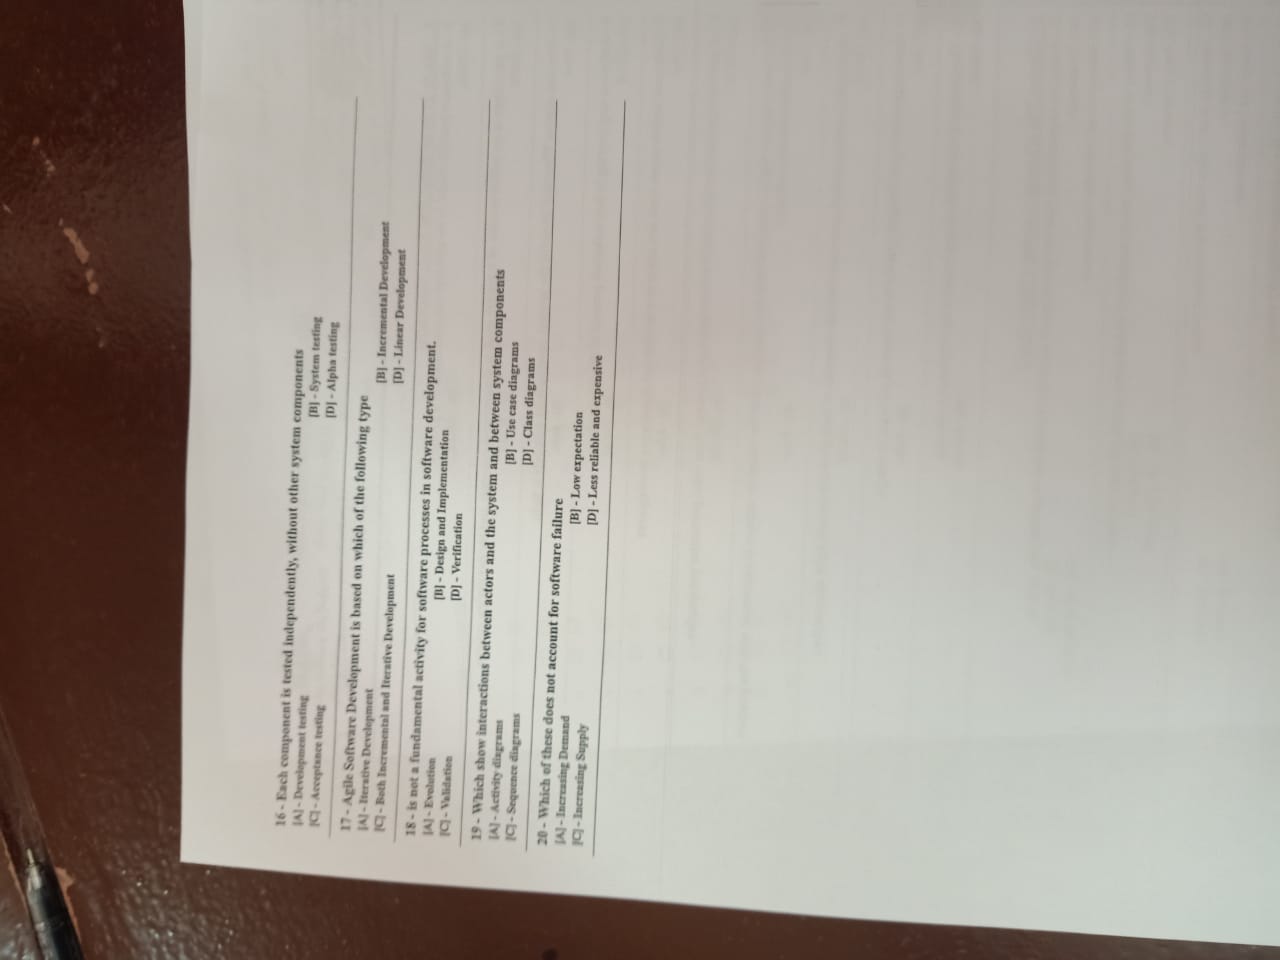 16 - Each component is tested independently, without other system components
[A] - Development testing [B] - System testing
[C] - Acceptance testing [D] - Alpha testing
17 - Agile Software Development is based on which of the following type
[A] - Iterative Development [B] - Incremental Development
[C] - Both Incremental and Iterative Development [D] - Linear Development
18 - is not a fundamental activity for software processes in software development.
[A] - Evolution [B] - Design and Implementation
[C] - Validation [D] - Verification
19 - Which show interactions between actors and the system and between system components
[A] - Activity diagrams [B] - Use case diagrams
[C] - Sequence diagrams [D] - Class diagrams
20 - Which of these does not account for software failure
[A] - Increasing Demand [B] - Low expectation
[C] - Increasing Supply [D] - Less reliable and expensive